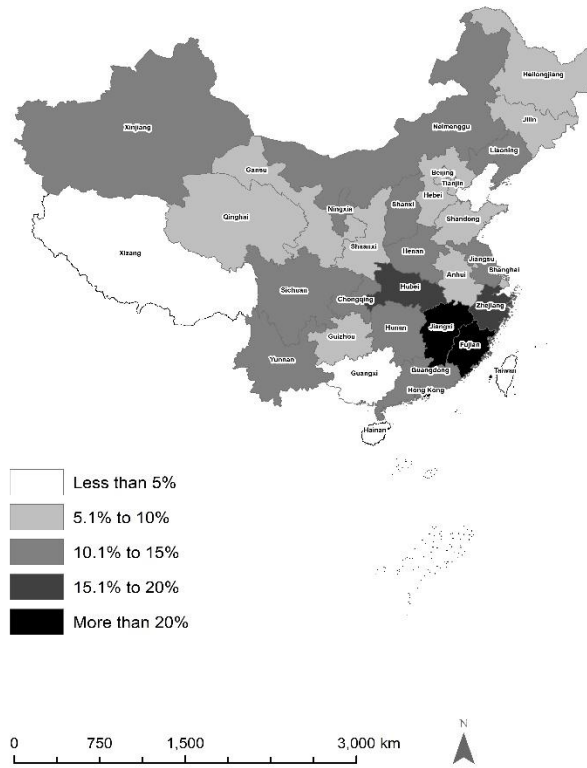 Heilongjiang
Jilin
Xinjiang
Neimenggu
Liaoning
Gansu
Beijing
Tianjin
Hebei
Ningxia
Shanxi
Qinghai
Shandong
Shaanxi
Henan
Jiangsu
Xizang
Anhui
Shanghai
Sichuan
Hubei
Chongqing
Zhejiang
Hunan
Jiangxi
Guizhou
Fujian
Yunnan
Guangxi
Guangdong
Taiwan
Hong Kong
Hainan
Less than 5%
5.1% to 10%
10.1% to 15%
15.1% to 20%
More than 20%
N
0 750 1,500 3,000 km